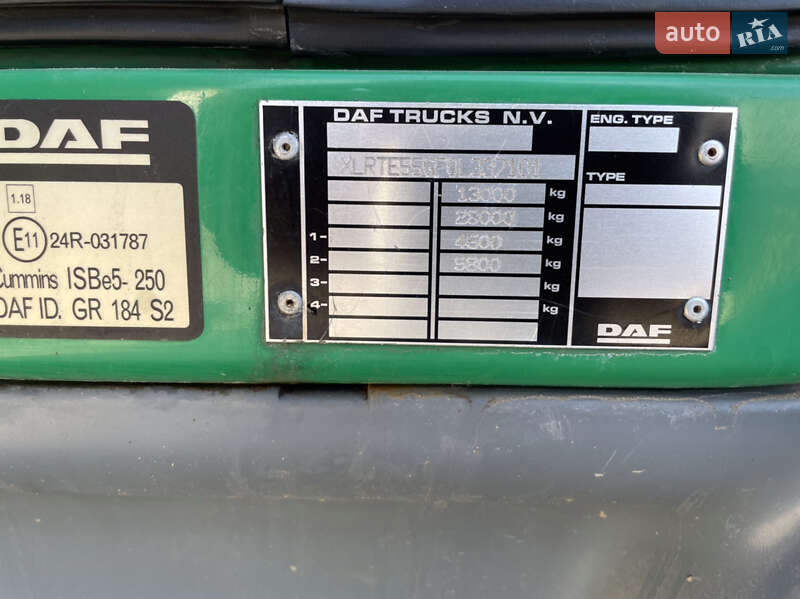 auto RIA
DAF
1.18
E11 24R-031787
Cummins ISBe5- 250
DAF ID. GR 184 S2
DAF TRUCKS N.V.
13000 kg
kg
1- 4600 kg
2- 5800 kg
3- kg
4- kg
ENG. TYPE
TYPE
DAF